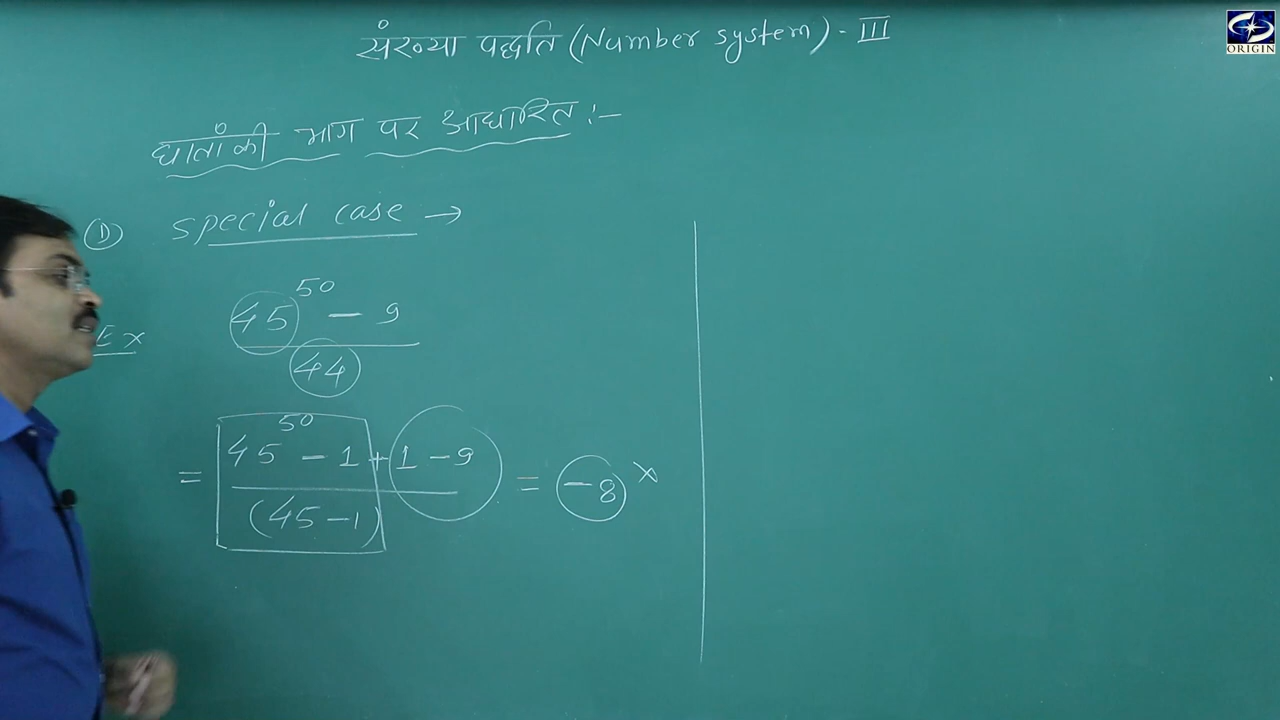 संख्या पद्धति (Number system) - III
ORIGIN
घातांकी भाग पर आधारित :-
① special case →
Ex
45^50 - 9
44
= 45^50 - 1 + 1 - 9 = -8 ×
(45-1)